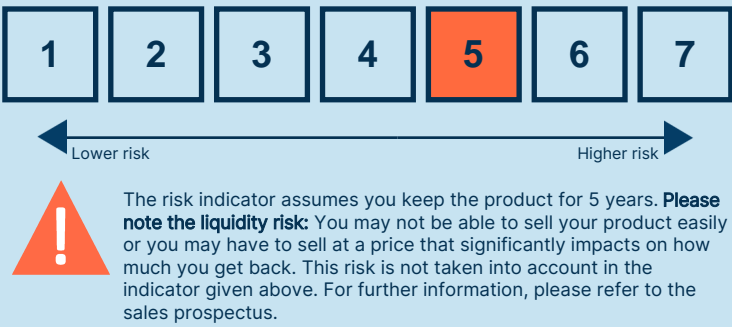 1 2 3 4 5 6 7
Lower risk Higher risk
!
The risk indicator assumes you keep the product for 5 years. Please
note the liquidity risk: You may not be able to sell your product easily
or you may have to sell at a price that significantly impacts on how
much you get back. This risk is not taken into account in the
indicator given above. For further information, please refer to the
sales prospectus.